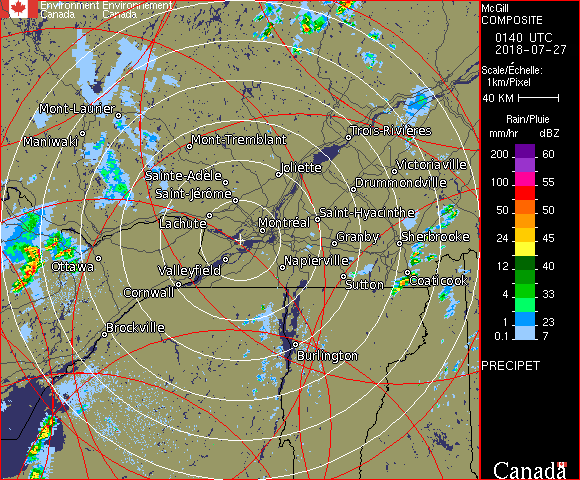 Environment Environnement
Canada Canada
McGill
COMPOSITE
0140 UTC
2018-07-27
Scale/Échelle:
1km/Pixel
40 KM
Rain/Pluie
mm/hr dBZ
200 60
100 55
50 50
24 45
12 40
4 33
1 23
0.1 7
PRECIPET
Canada
Mont-Laurier
Maniwaki
Mont-Tremblant
Trois-Rivières
Joliette
Victoriaville
Sainte-Adèle
Drummondville
Saint-Jérôme
Lachute
Saint-Hyacinthe
Montréal
Granby
Sherbrooke
Ottawa
Valleyfield
Napierville
Coaticook
Sutton
Cornwall
Brockville
Burlington